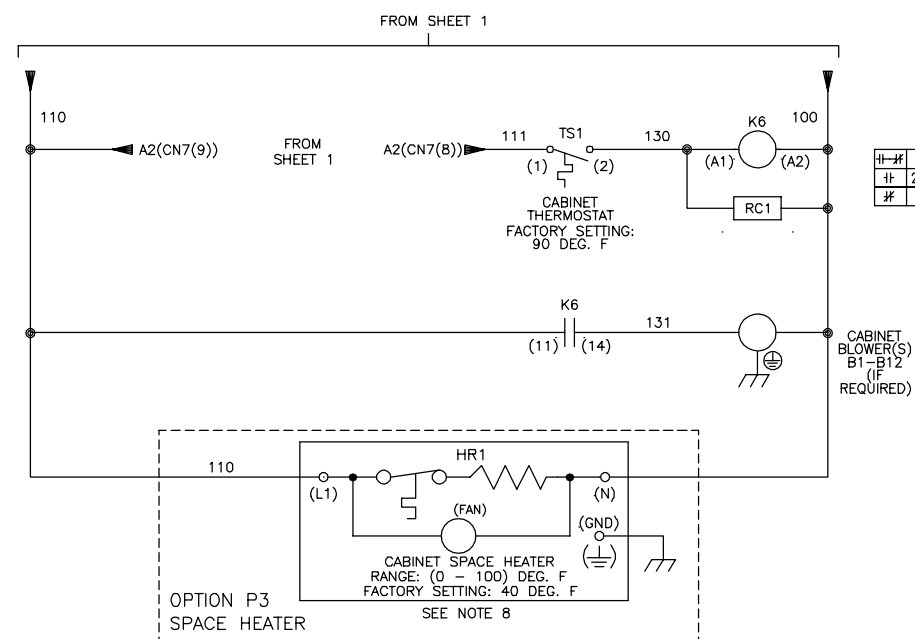 FROM SHEET 1
110
100
A2(CN7(9))
FROM
SHEET 1
A2(CN7(8))
111
TS1
130
K6
(1)
(2)
(A1)
(A2)
RC1
CABINET
THERMOSTAT
FACTORY SETTING:
90 DEG. F
2
K6
(11)
(14)
131
CABINET
BLOWER(S)
B1-B12
(IF
REQUIRED)
110
(L1)
HR1
(N)
(FAN)
(GND)
CABINET SPACE HEATER
RANGE: (0 - 100) DEG. F
FACTORY SETTING: 40 DEG. F
SEE NOTE 8
OPTION P3
SPACE HEATER